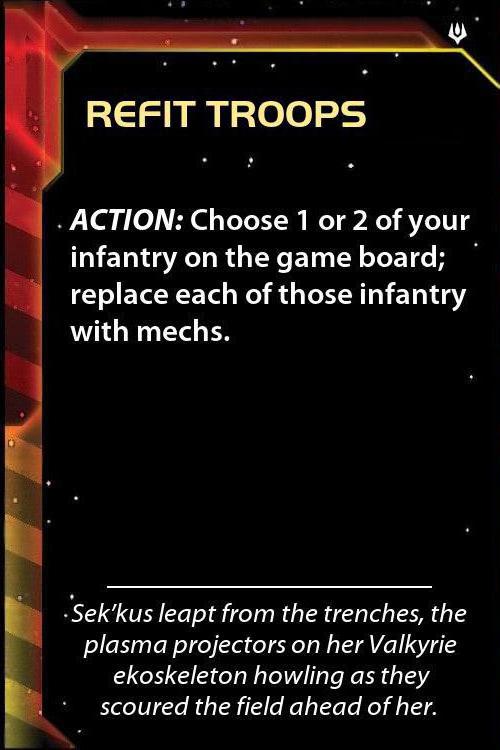 REFIT TROOPS
ACTION: Choose 1 or 2 of your
infantry on the game board;
replace each of those infantry
with mechs.
Sek'kus leapt from the trenches, the
plasma projectors on her Valkyrie
ekoskeleton howling as they
scoured the field ahead of her.